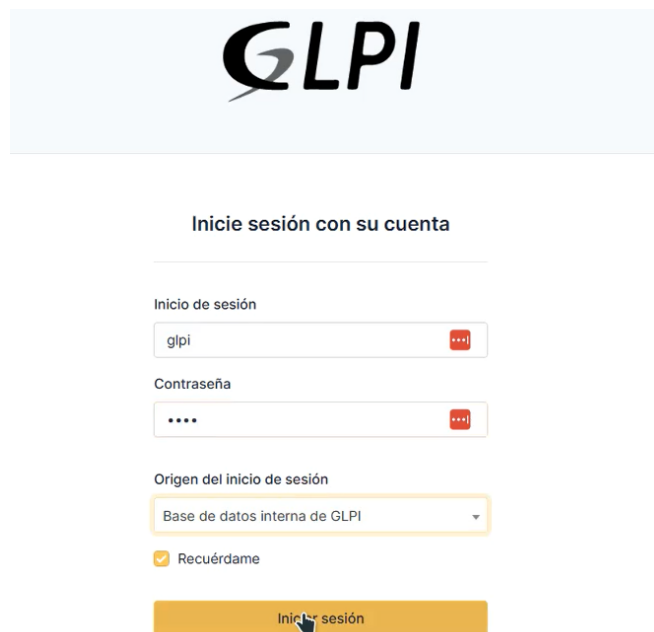 GLPI
Inicie sesión con su cuenta
Inicio de sesión
glpi
Contraseña
••••
Origen del inicio de sesión
Base de datos interna de GLPI
Recuérdame
Iniciar sesión